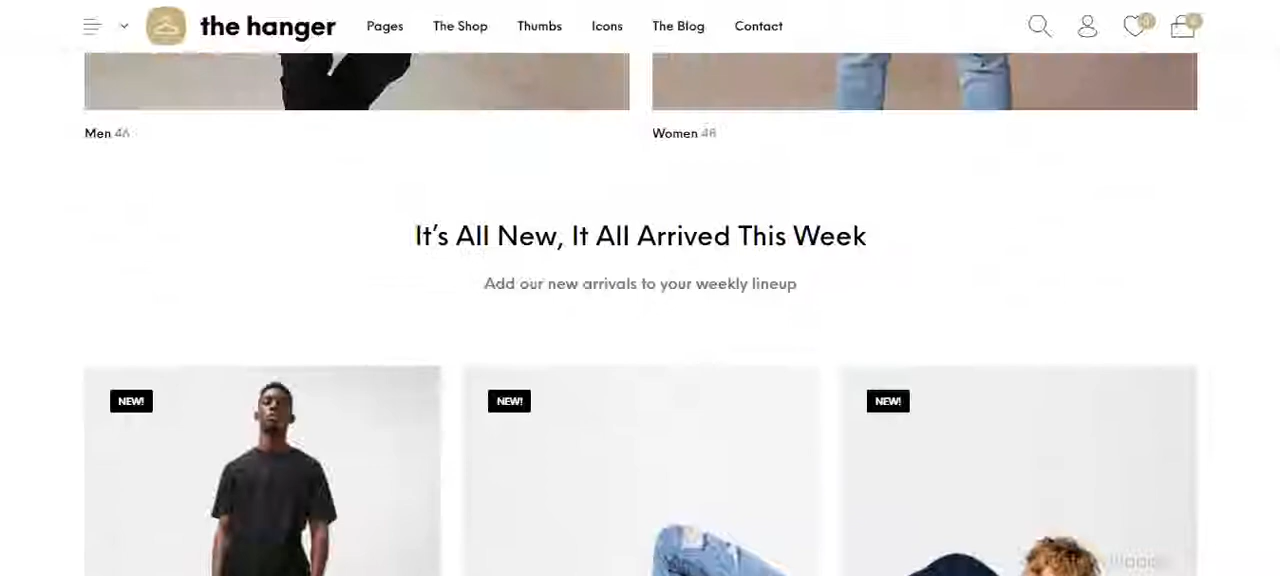 the hanger
Pages
The Shop
Thumbs
Icons
The Blog
Contact
Men 46
Women 48
It's All New, It All Arrived This Week
Add our new arrivals to your weekly lineup
NEW!
NEW!
NEW!